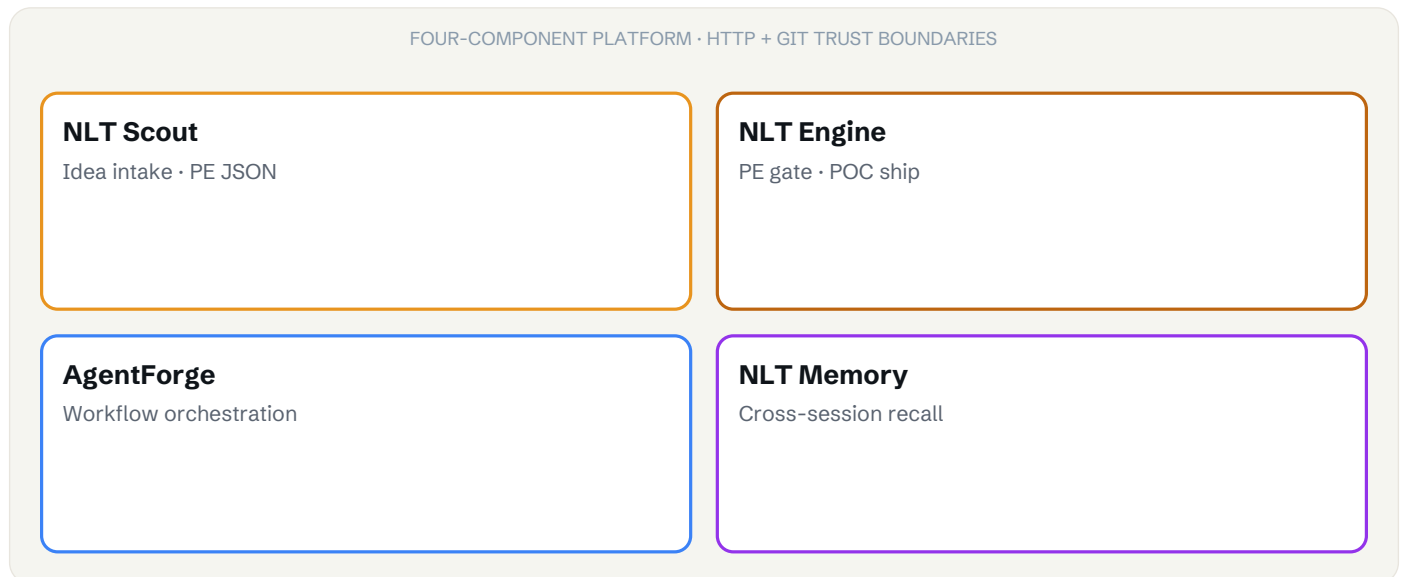 FOUR-COMPONENT PLATFORM · HTTP + GIT TRUST BOUNDARIES
NLT Scout
Idea intake · PE JSON
NLT Engine
PE gate · POC ship
AgentForge
Workflow orchestration
NLT Memory
Cross-session recall